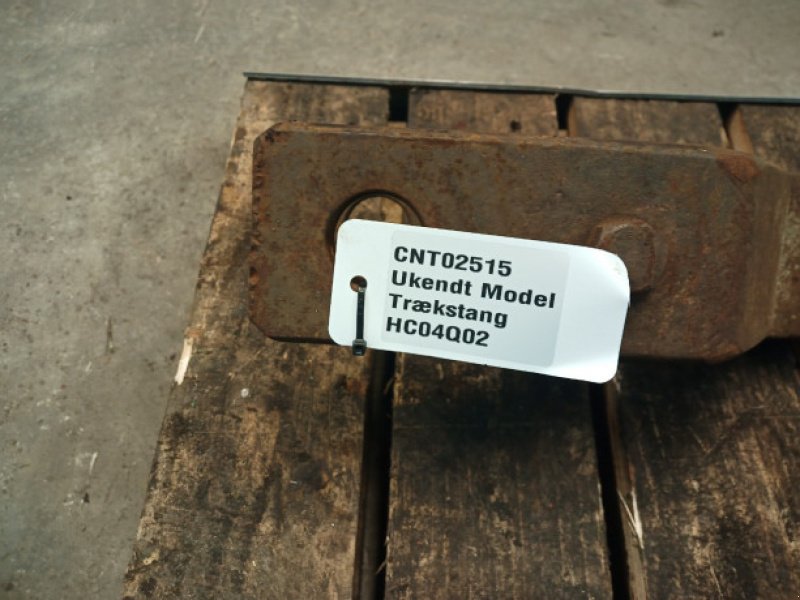 CNT02515
Ukendt Model
Trækstang
HC04Q02